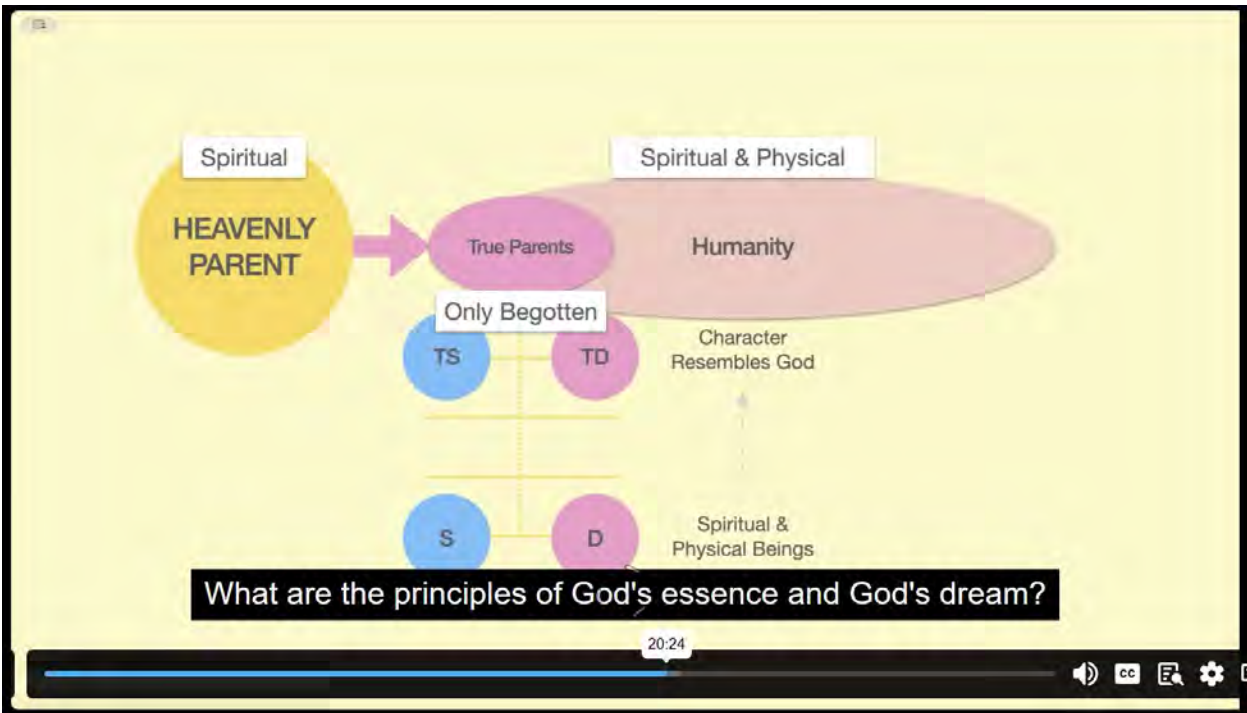 Spiritual
HEAVENLY
PARENT
Spiritual & Physical
True Parents
Humanity
Only Begotten
TS
TD
Character
Resembles God
S
D
Spiritual &
Physical Beings
What are the principles of God's essence and God's dream?
20:24
CC